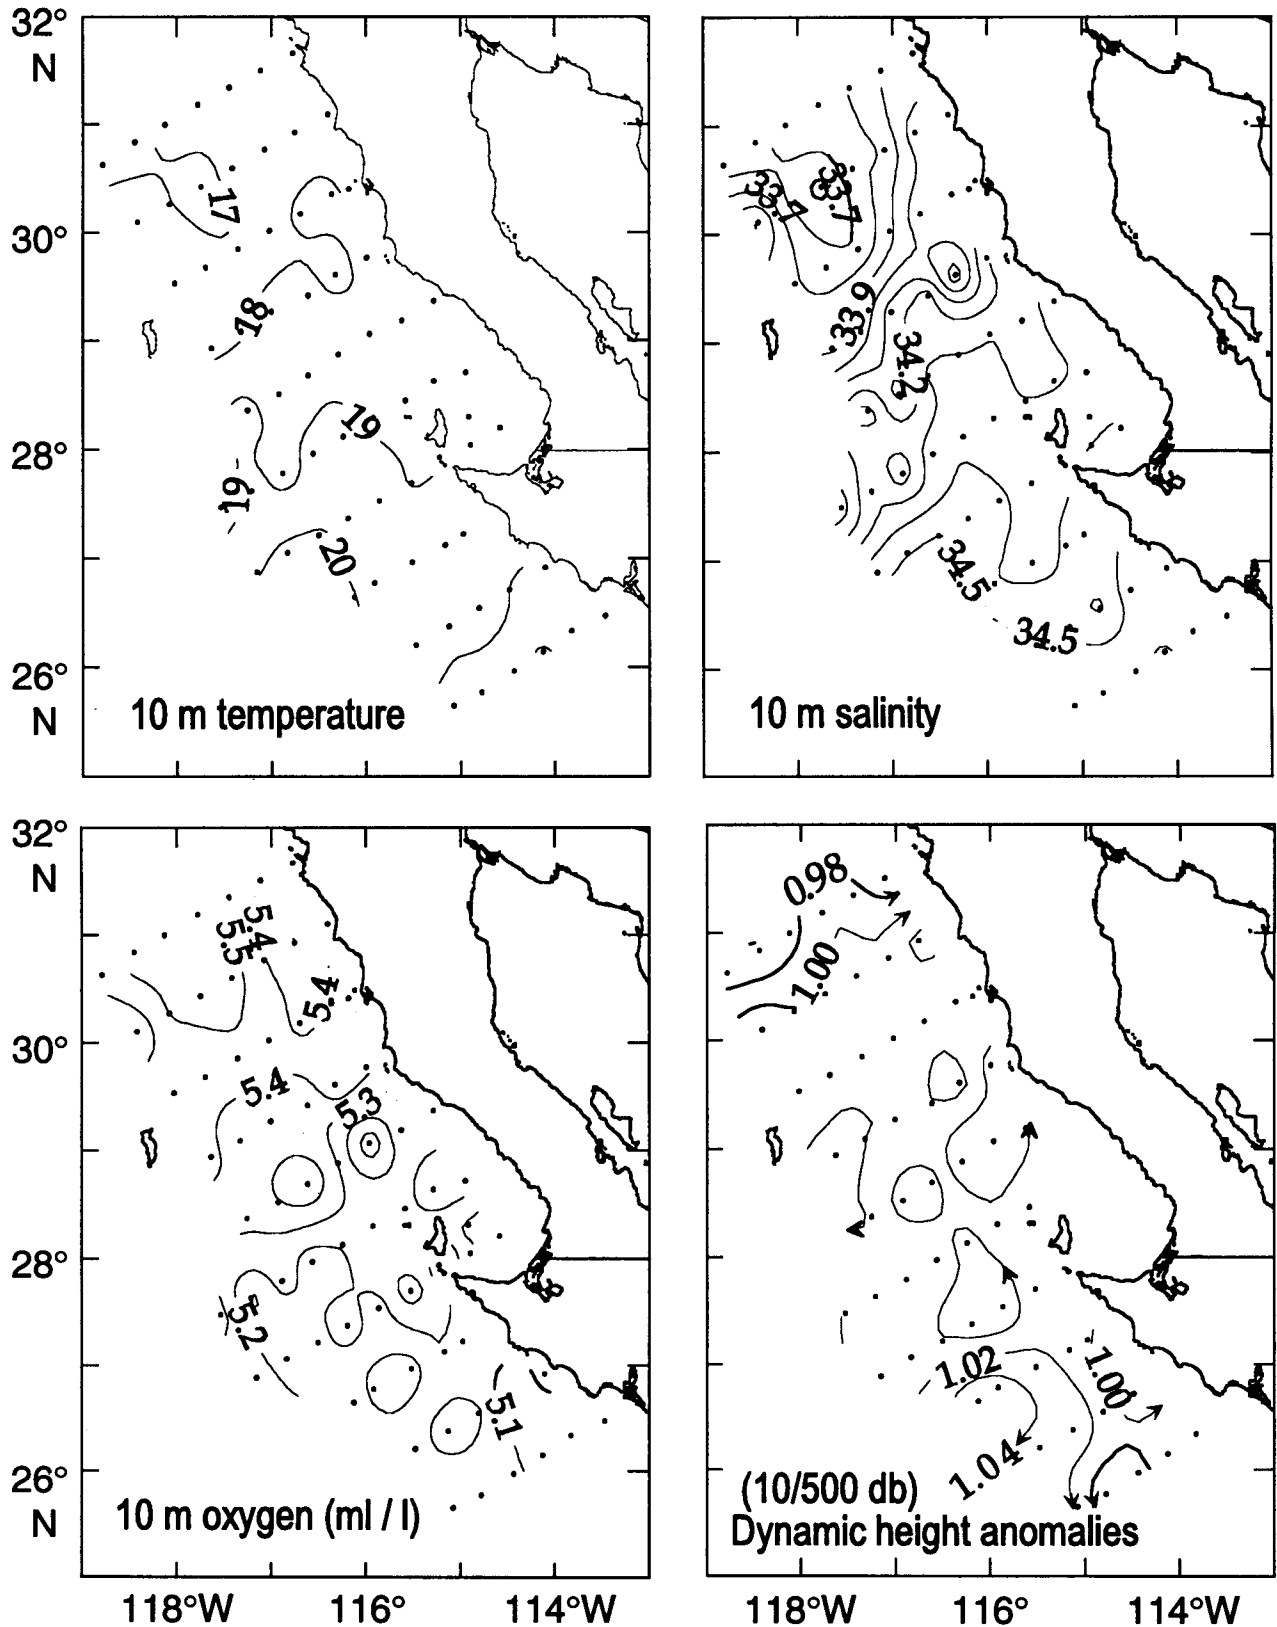 32°
N
30°
28°
26°
N
17
18
19
19
20
10 m temperature
33.7
33.7
33.9
34.2
34.5
34.5
10 m salinity
32°
N
30°
28°
26°
N
5.4
5.5
5.4
5.4
5.3
5.2
5.1
10 m oxygen (ml / l)
0.98
1.00
1.02
1.00
1.04
(10/500 db)
Dynamic height anomalies
118°W 116° 114°W
118°W 116° 114°W